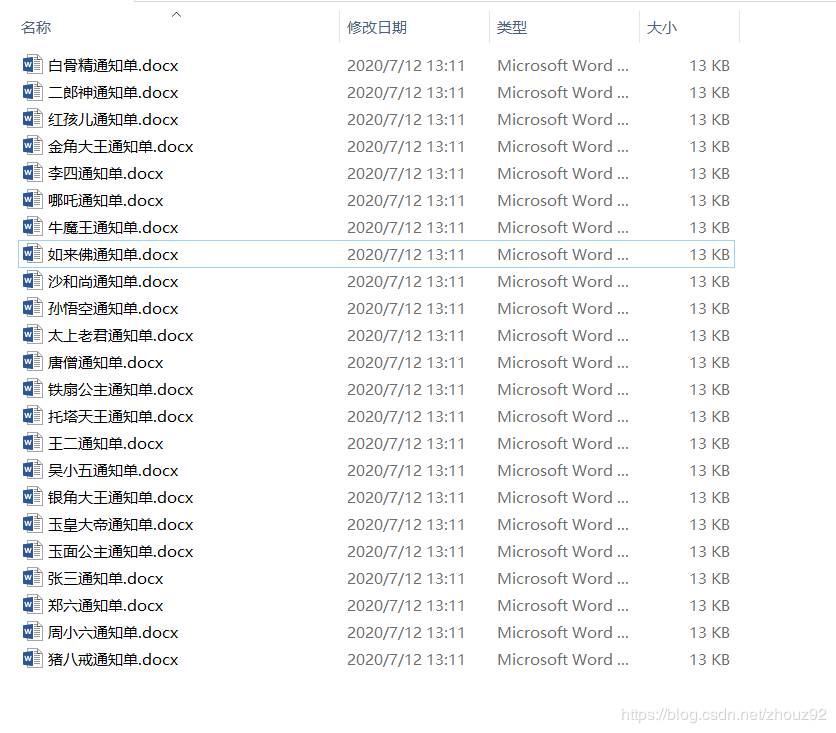 名称 修改日期 类型 大小
白骨精通知单.docx 2020/7/12 13:11 Microsoft Word ... 13 KB
二郎神通知单.docx 2020/7/12 13:11 Microsoft Word ... 13 KB
红孩儿通知单.docx 2020/7/12 13:11 Microsoft Word ... 13 KB
金角大王通知单.docx 2020/7/12 13:11 Microsoft Word ... 13 KB
李四通知单.docx 2020/7/12 13:11 Microsoft Word ... 13 KB
哪吒通知单.docx 2020/7/12 13:11 Microsoft Word ... 13 KB
牛魔王通知单.docx 2020/7/12 13:11 Microsoft Word ... 13 KB
如来佛通知单.docx 2020/7/12 13:11 Microsoft Word ... 13 KB
沙和尚通知单.docx 2020/7/12 13:11 Microsoft Word ... 13 KB
孙悟空通知单.docx 2020/7/12 13:11 Microsoft Word ... 13 KB
太上老君通知单.docx 2020/7/12 13:11 Microsoft Word ... 13 KB
唐僧通知单.docx 2020/7/12 13:11 Microsoft Word ... 13 KB
铁扇公主通知单.docx 2020/7/12 13:11 Microsoft Word ... 13 KB
托塔天王通知单.docx 2020/7/12 13:11 Microsoft Word ... 13 KB
王二通知单.docx 2020/7/12 13:11 Microsoft Word ... 13 KB
吴小五通知单.docx 2020/7/12 13:11 Microsoft Word ... 13 KB
银角大王通知单.docx 2020/7/12 13:11 Microsoft Word ... 13 KB
玉皇大帝通知单.docx 2020/7/12 13:11 Microsoft Word ... 13 KB
玉面公主通知单.docx 2020/7/12 13:11 Microsoft Word ... 13 KB
张三通知单.docx 2020/7/12 13:11 Microsoft Word ... 13 KB
郑六通知单.docx 2020/7/12 13:11 Microsoft Word ... 13 KB
周小六通知单.docx 2020/7/12 13:11 Microsoft Word ... 13 KB
猪八戒通知单.docx 2020/7/12 13:11 Microsoft Word ... 13 KB
https://blog.csdn.net/zhouz92